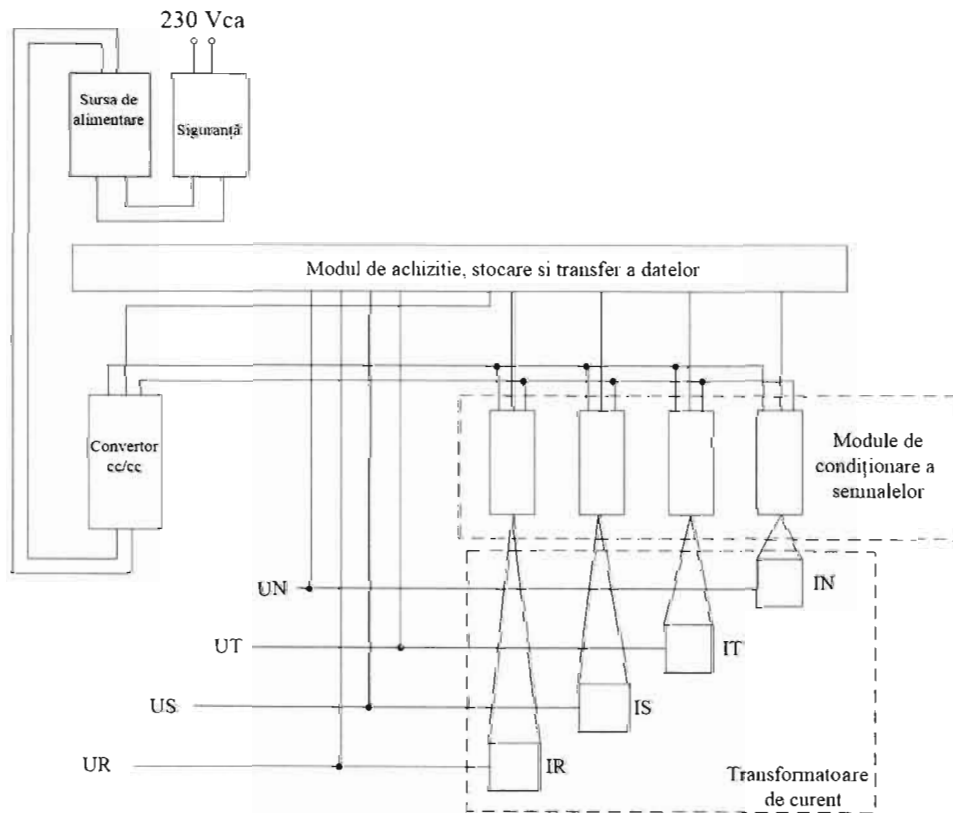 230 Vca
Sursa de
alimentare
Siguranță
Modul de achizitie, stocare si transfer a datelor
Convertor
cc/cc
Module de
condiționare a
semnalelor
UN
IN
UT
IT
US
IS
UR
IR
Transformatoare
de curent